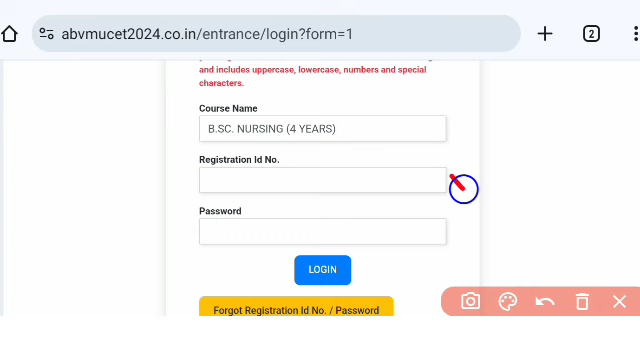 abvmucet2024.co.in/entrance/login?form=1
2
and includes uppercase, lowercase, numbers and special
characters.
Course Name
B.SC. NURSING (4 YEARS)
Registration Id No.
Password
LOGIN
Forgot Registration Id No. / Password